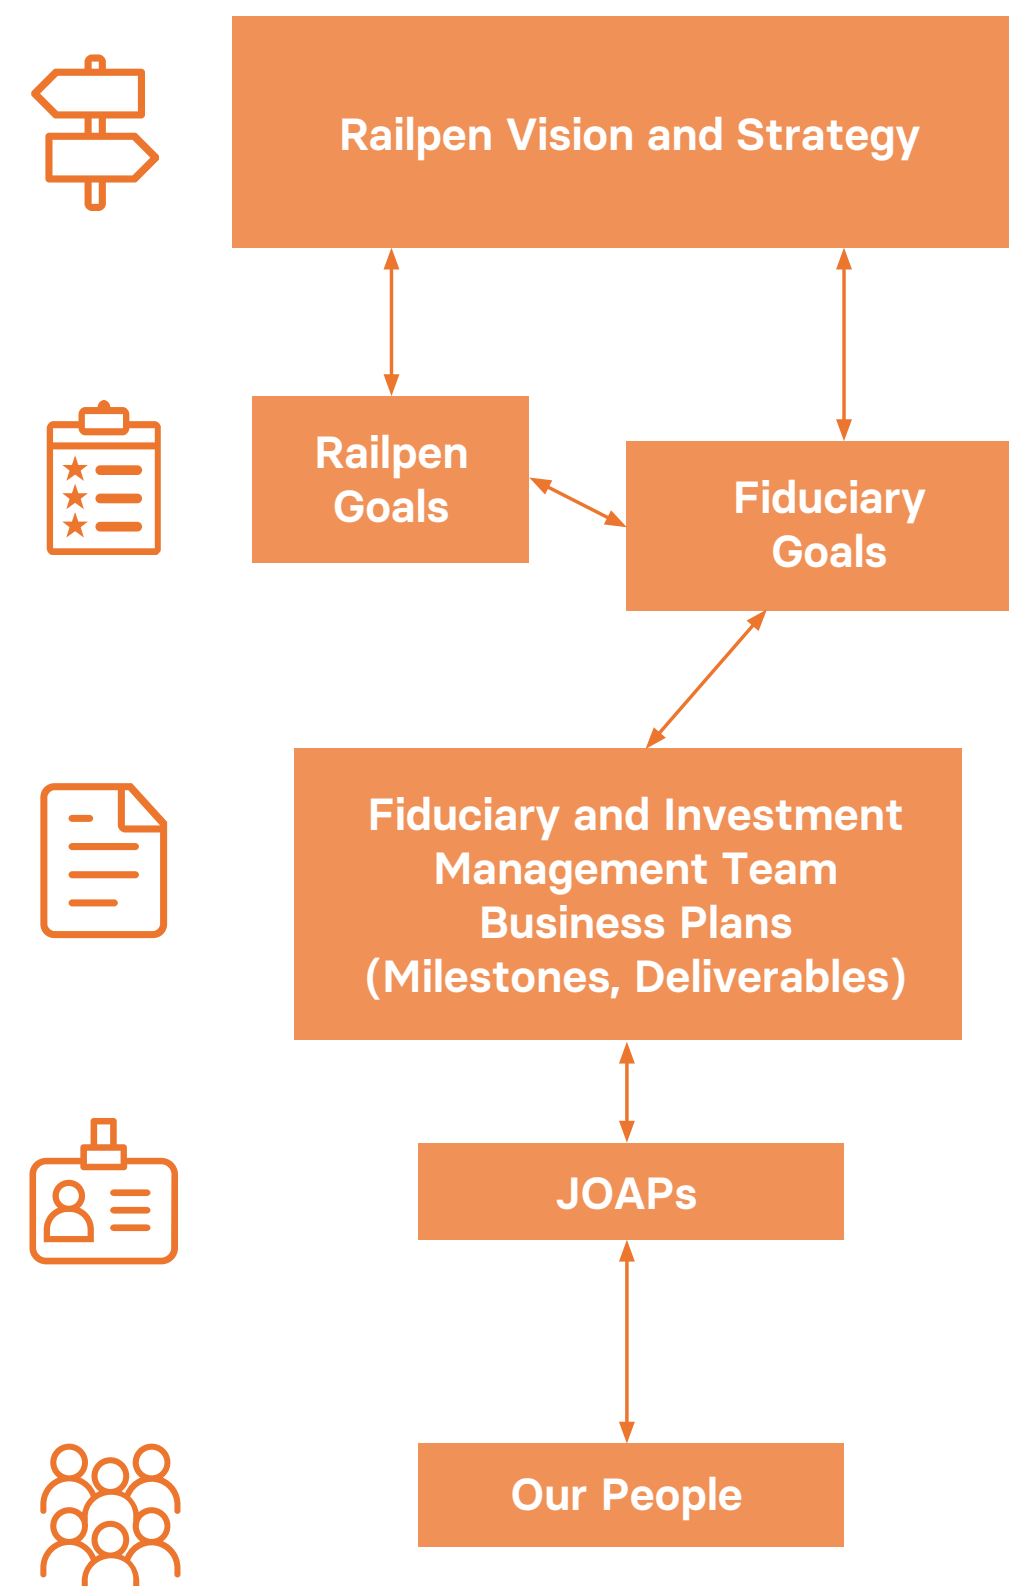 Railpen Vision and Strategy
Railpen
Goals
Fiduciary
Goals
Fiduciary and Investment
Management Team
Business Plans
(Milestones, Deliverables)
JOAPs
Our People